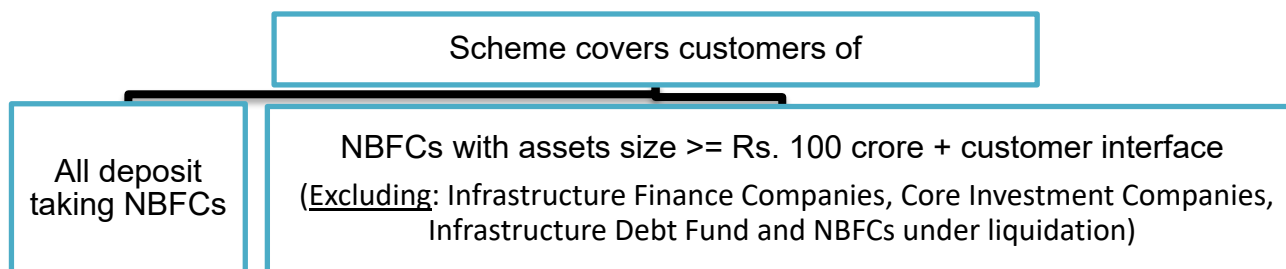 Scheme covers customers of
All deposit
taking NBFCs
NBFCs with assets size >= Rs. 100 crore + customer interface
(Excluding: Infrastructure Finance Companies, Core Investment Companies,
Infrastructure Debt Fund and NBFCs under liquidation)